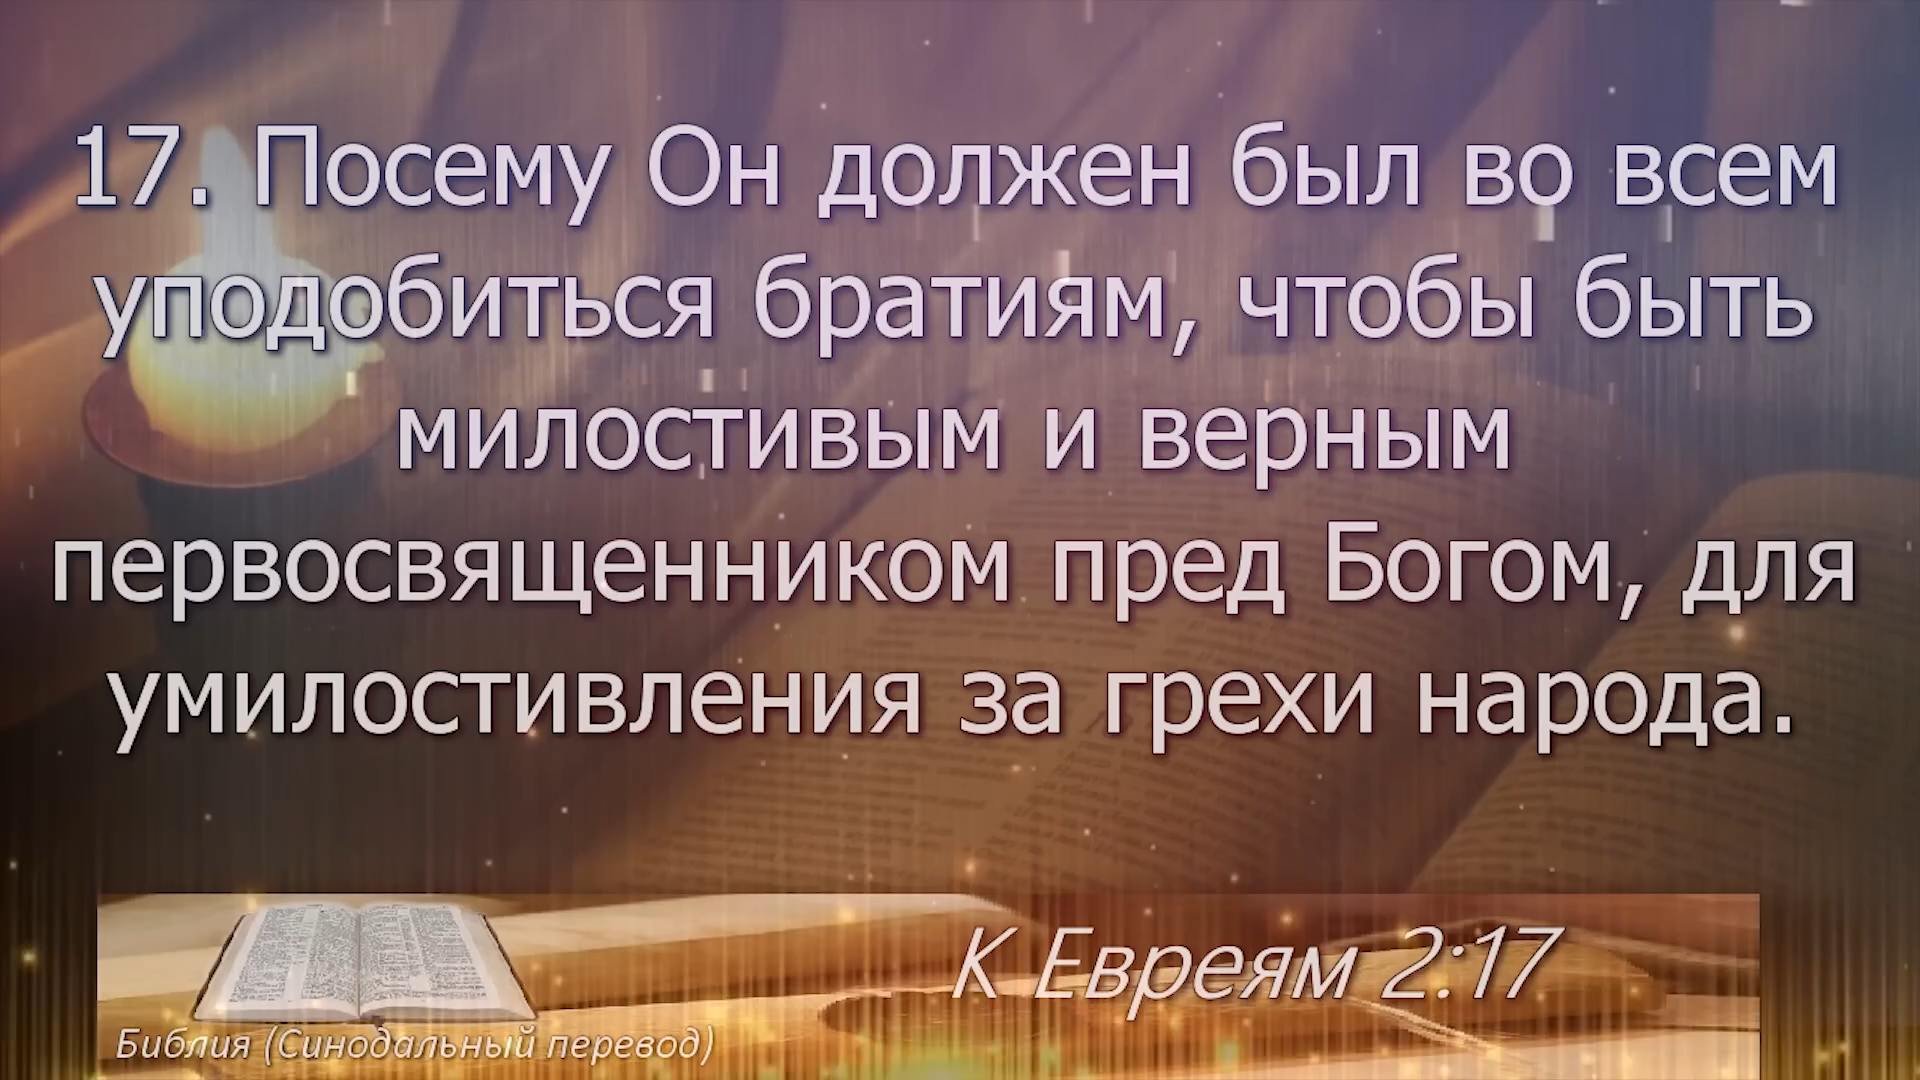 17. Посему Он должен был во всем
уподобиться братиям, чтобы быть
милостивым и верным
первосвященником пред Богом, для
умилостивления за грехи народа.
К Евреям 2:17
Библия (Синодальный перевод)